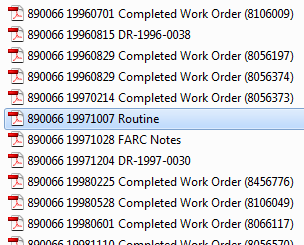 890066 19960701 Completed Work Order (8106009)
890066 19960815 DR-1996-0038
890066 19960829 Completed Work Order (8056197)
890066 19960829 Completed Work Order (8056374)
890066 19970214 Completed Work Order (8056373)
890066 19971007 Routine
890066 19971028 FARC Notes
890066 19971204 DR-1997-0030
890066 19980225 Completed Work Order (8456776)
890066 19980528 Completed Work Order (8106049)
890066 19980601 Completed Work Order (8066117)
890066 19981110 Completed Work Order (8056570)